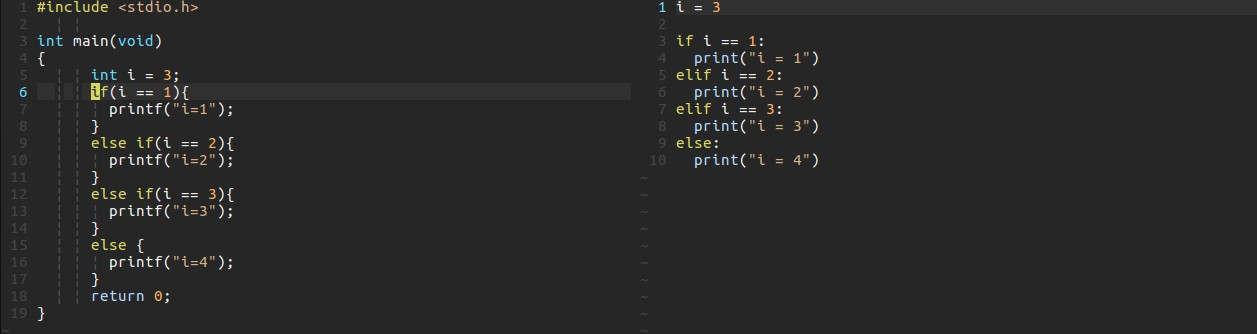 1 #include <stdio.h>
2
3 int main(void)
4 {
5 int i = 3;
6 if(i == 1){
7 printf("i=1");
8 }
9 else if(i == 2){
10 printf("i=2");
11 }
12 else if(i == 3){
13 printf("i=3");
14 }
15 else {
16 printf("i=4");
17 }
18 return 0;
19 }
~
1 i = 3
2
3 if i == 1:
4 print("i = 1")
5 elif i == 2:
6 print("i = 2")
7 elif i == 3:
8 print("i = 3")
9 else:
10 print("i = 4")
~
~
~
~
~
~
~
~
~